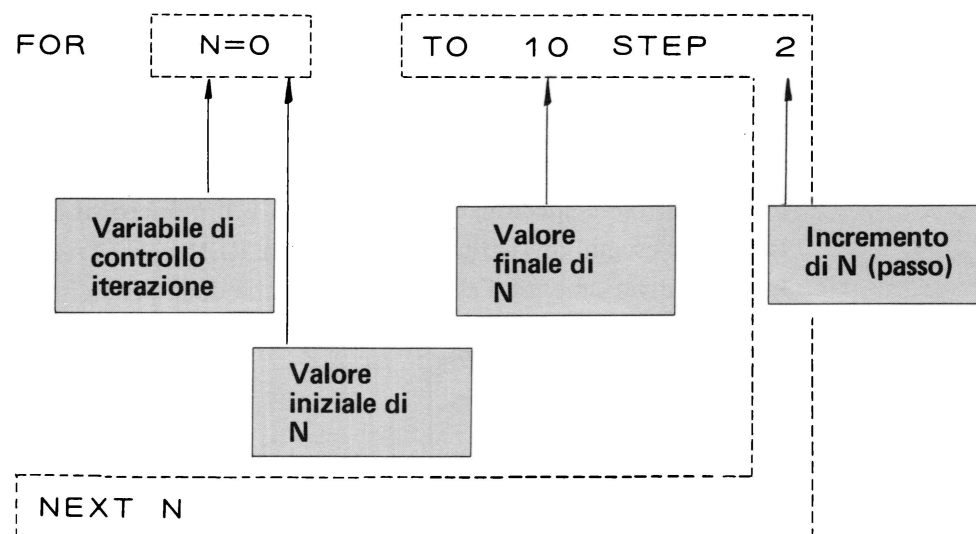 FOR N=0 TO 10 STEP 2
Variabile di
controllo
iterazione
Valore
finale di
N
Incremento
di N (passo)
Valore
iniziale di
N
NEXT N